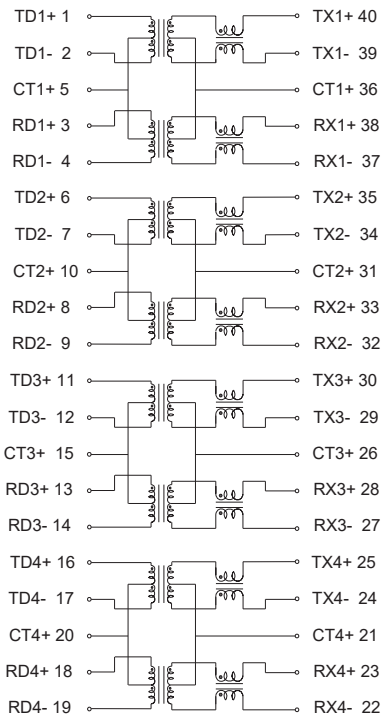 TD1+ 1 TX1+ 40
TD1- 2 TX1- 39
CT1+ 5 CT1+ 36
RD1+ 3 RX1+ 38
RD1- 4 RX1- 37
TD2+ 6 TX2+ 35
TD2- 7 TX2- 34
CT2+ 10 CT2+ 31
RD2+ 8 RX2+ 33
RD2- 9 RX2- 32
TD3+ 11 TX3+ 30
TD3- 12 TX3- 29
CT3+ 15 CT3+ 26
RD3+ 13 RX3+ 28
RD3- 14 RX3- 27
TD4+ 16 TX4+ 25
TD4- 17 TX4- 24
CT4+ 20 CT4+ 21
RD4+ 18 RX4+ 23
RD4- 19 RX4- 22